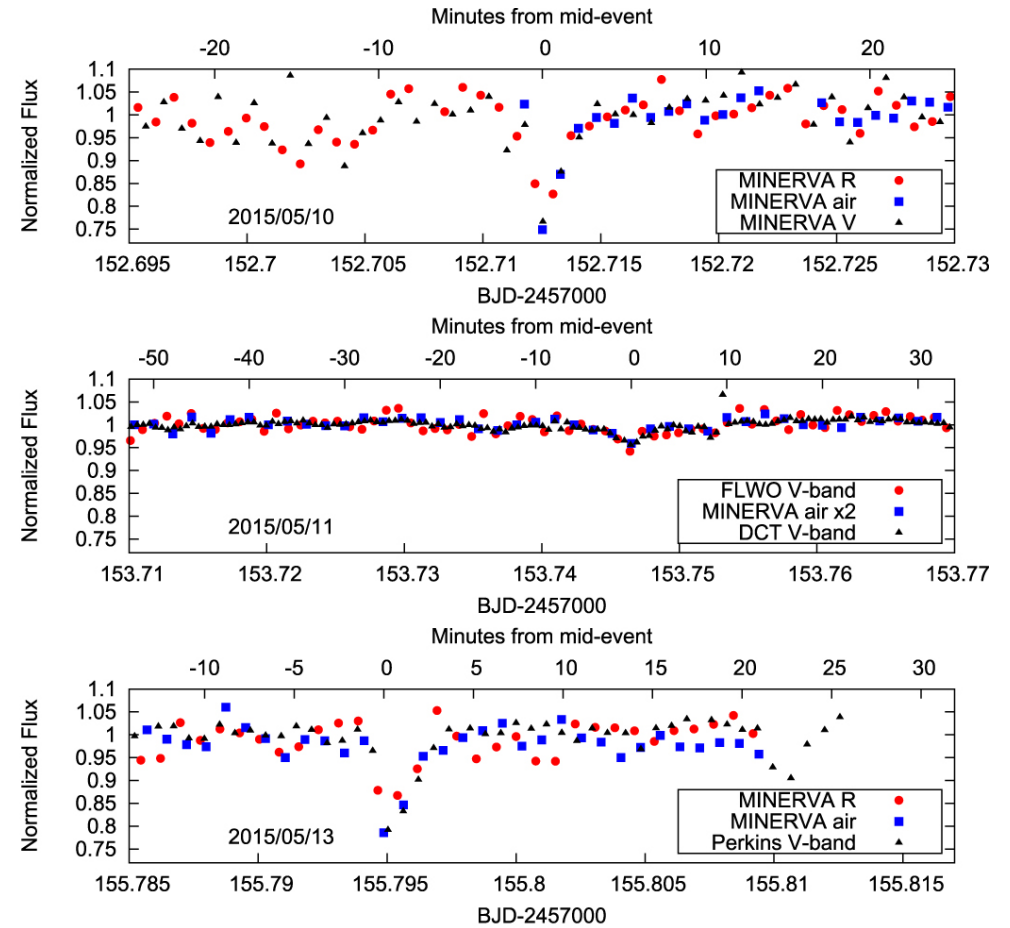 Minutes from mid-event
-20 -10 0 10 20
1.1
1.05
1
0.95
0.9
0.85
0.8
0.75
Normalized Flux
2015/05/10
MINERVA R
MINERVA air
MINERVA V
152.695 152.7 152.705 152.71 152.715 152.72 152.725 152.73
BJD-2457000
Minutes from mid-event
-50 -40 -30 -20 -10 0 10 20 30
1.1
1.05
1
0.95
0.9
0.85
0.8
0.75
Normalized Flux
2015/05/11
FLWO V-band
MINERVA air x2
DCT V-band
153.71 153.72 153.73 153.74 153.75 153.76 153.77
BJD-2457000
Minutes from mid-event
-10 -5 0 5 10 15 20 25 30
1.1
1.05
1
0.95
0.9
0.85
0.8
0.75
Normalized Flux
2015/05/13
MINERVA R
MINERVA air
Perkins V-band
155.785 155.79 155.795 155.8 155.805 155.81 155.815
BJD-2457000